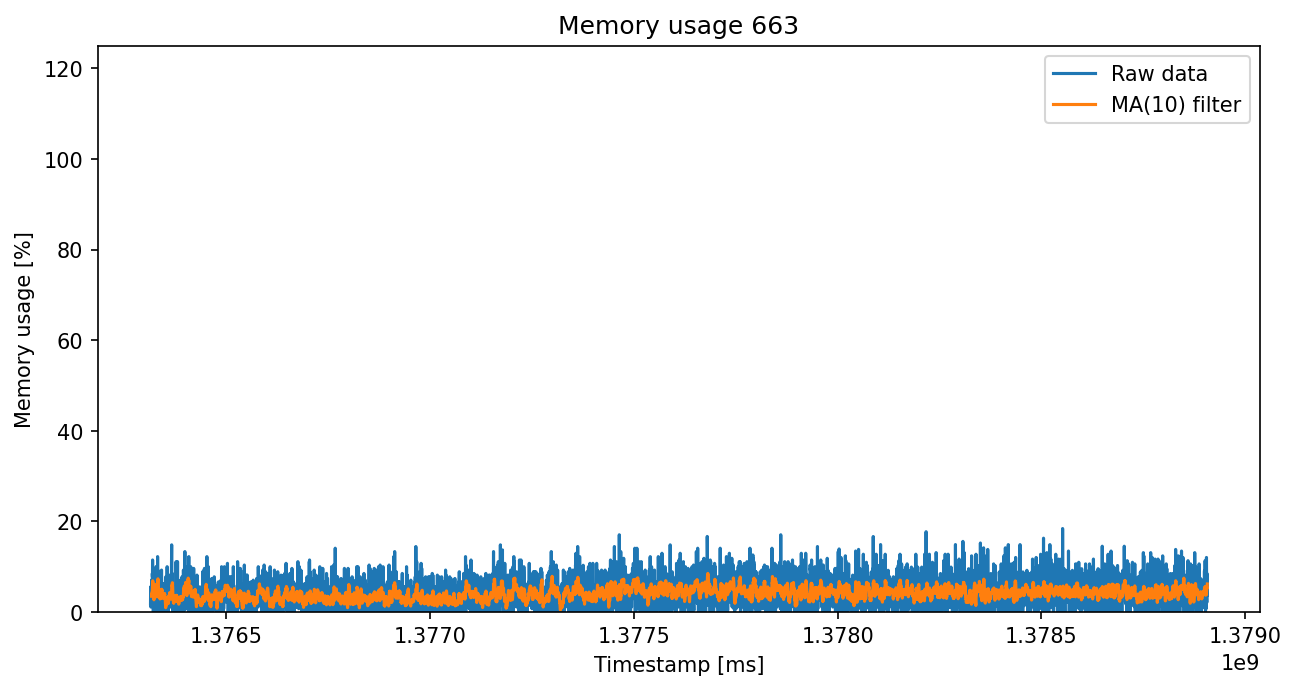 Memory usage 663
Raw data
MA(10) filter
Memory usage [%]
120
100
80
60
40
20
0
1.3765 1.3770 1.3775 1.3780 1.3785 1.3790
1e9
Timestamp [ms]